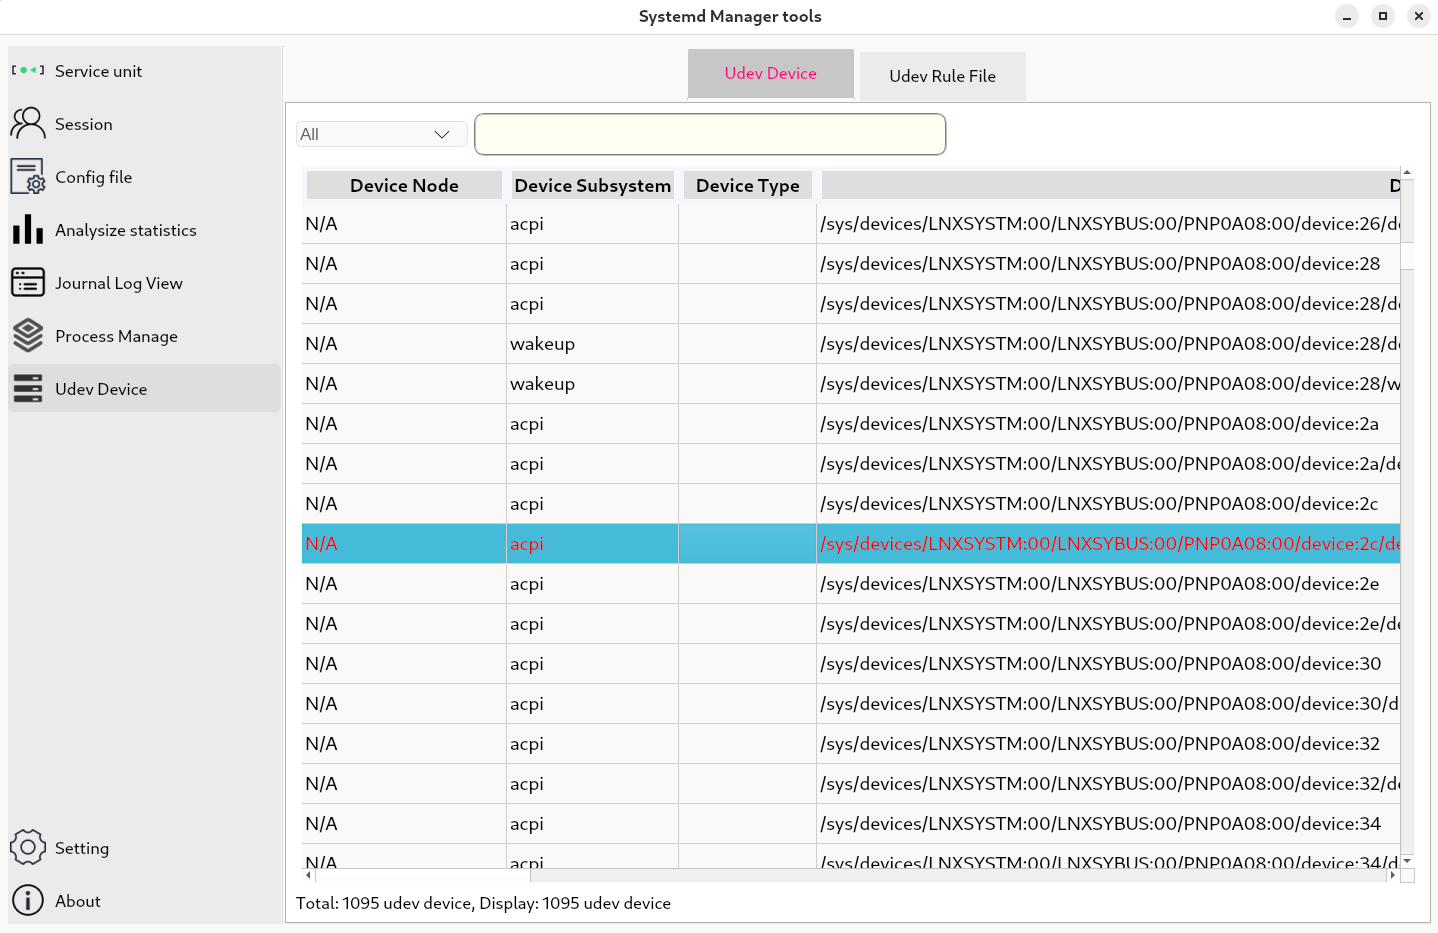 Systemd Manager tools
Service unit
Session
Config file
Analysize statistics
Journal Log View
Process Manage
Udev Device
Setting
About
Udev Device Udev Rule File
All
Device Node Device Subsystem Device Type D
N/A acpi /sys/devices/LNXSYSTM:00/LNXSYBUS:00/PNP0A08:00/device:26/de
N/A acpi /sys/devices/LNXSYSTM:00/LNXSYBUS:00/PNP0A08:00/device:28
N/A acpi /sys/devices/LNXSYSTM:00/LNXSYBUS:00/PNP0A08:00/device:28/de
N/A wakeup /sys/devices/LNXSYSTM:00/LNXSYBUS:00/PNP0A08:00/device:28/de
N/A wakeup /sys/devices/LNXSYSTM:00/LNXSYBUS:00/PNP0A08:00/device:28/w
N/A acpi /sys/devices/LNXSYSTM:00/LNXSYBUS:00/PNP0A08:00/device:2a
N/A acpi /sys/devices/LNXSYSTM:00/LNXSYBUS:00/PNP0A08:00/device:2a/de
N/A acpi /sys/devices/LNXSYSTM:00/LNXSYBUS:00/PNP0A08:00/device:2c
N/A acpi /sys/devices/LNXSYSTM:00/LNXSYBUS:00/PNP0A08:00/device:2c/de
N/A acpi /sys/devices/LNXSYSTM:00/LNXSYBUS:00/PNP0A08:00/device:2e
N/A acpi /sys/devices/LNXSYSTM:00/LNXSYBUS:00/PNP0A08:00/device:2e/de
N/A acpi /sys/devices/LNXSYSTM:00/LNXSYBUS:00/PNP0A08:00/device:30
N/A acpi /sys/devices/LNXSYSTM:00/LNXSYBUS:00/PNP0A08:00/device:30/d
N/A acpi /sys/devices/LNXSYSTM:00/LNXSYBUS:00/PNP0A08:00/device:32
N/A acpi /sys/devices/LNXSYSTM:00/LNXSYBUS:00/PNP0A08:00/device:32/de
N/A acpi /sys/devices/LNXSYSTM:00/LNXSYBUS:00/PNP0A08:00/device:34
N/A acpi /sys/devices/LNXSYSTM:00/LNXSYBUS:00/PNP0A08:00/device:34/d
Total: 1095 udev device, Display: 1095 udev device